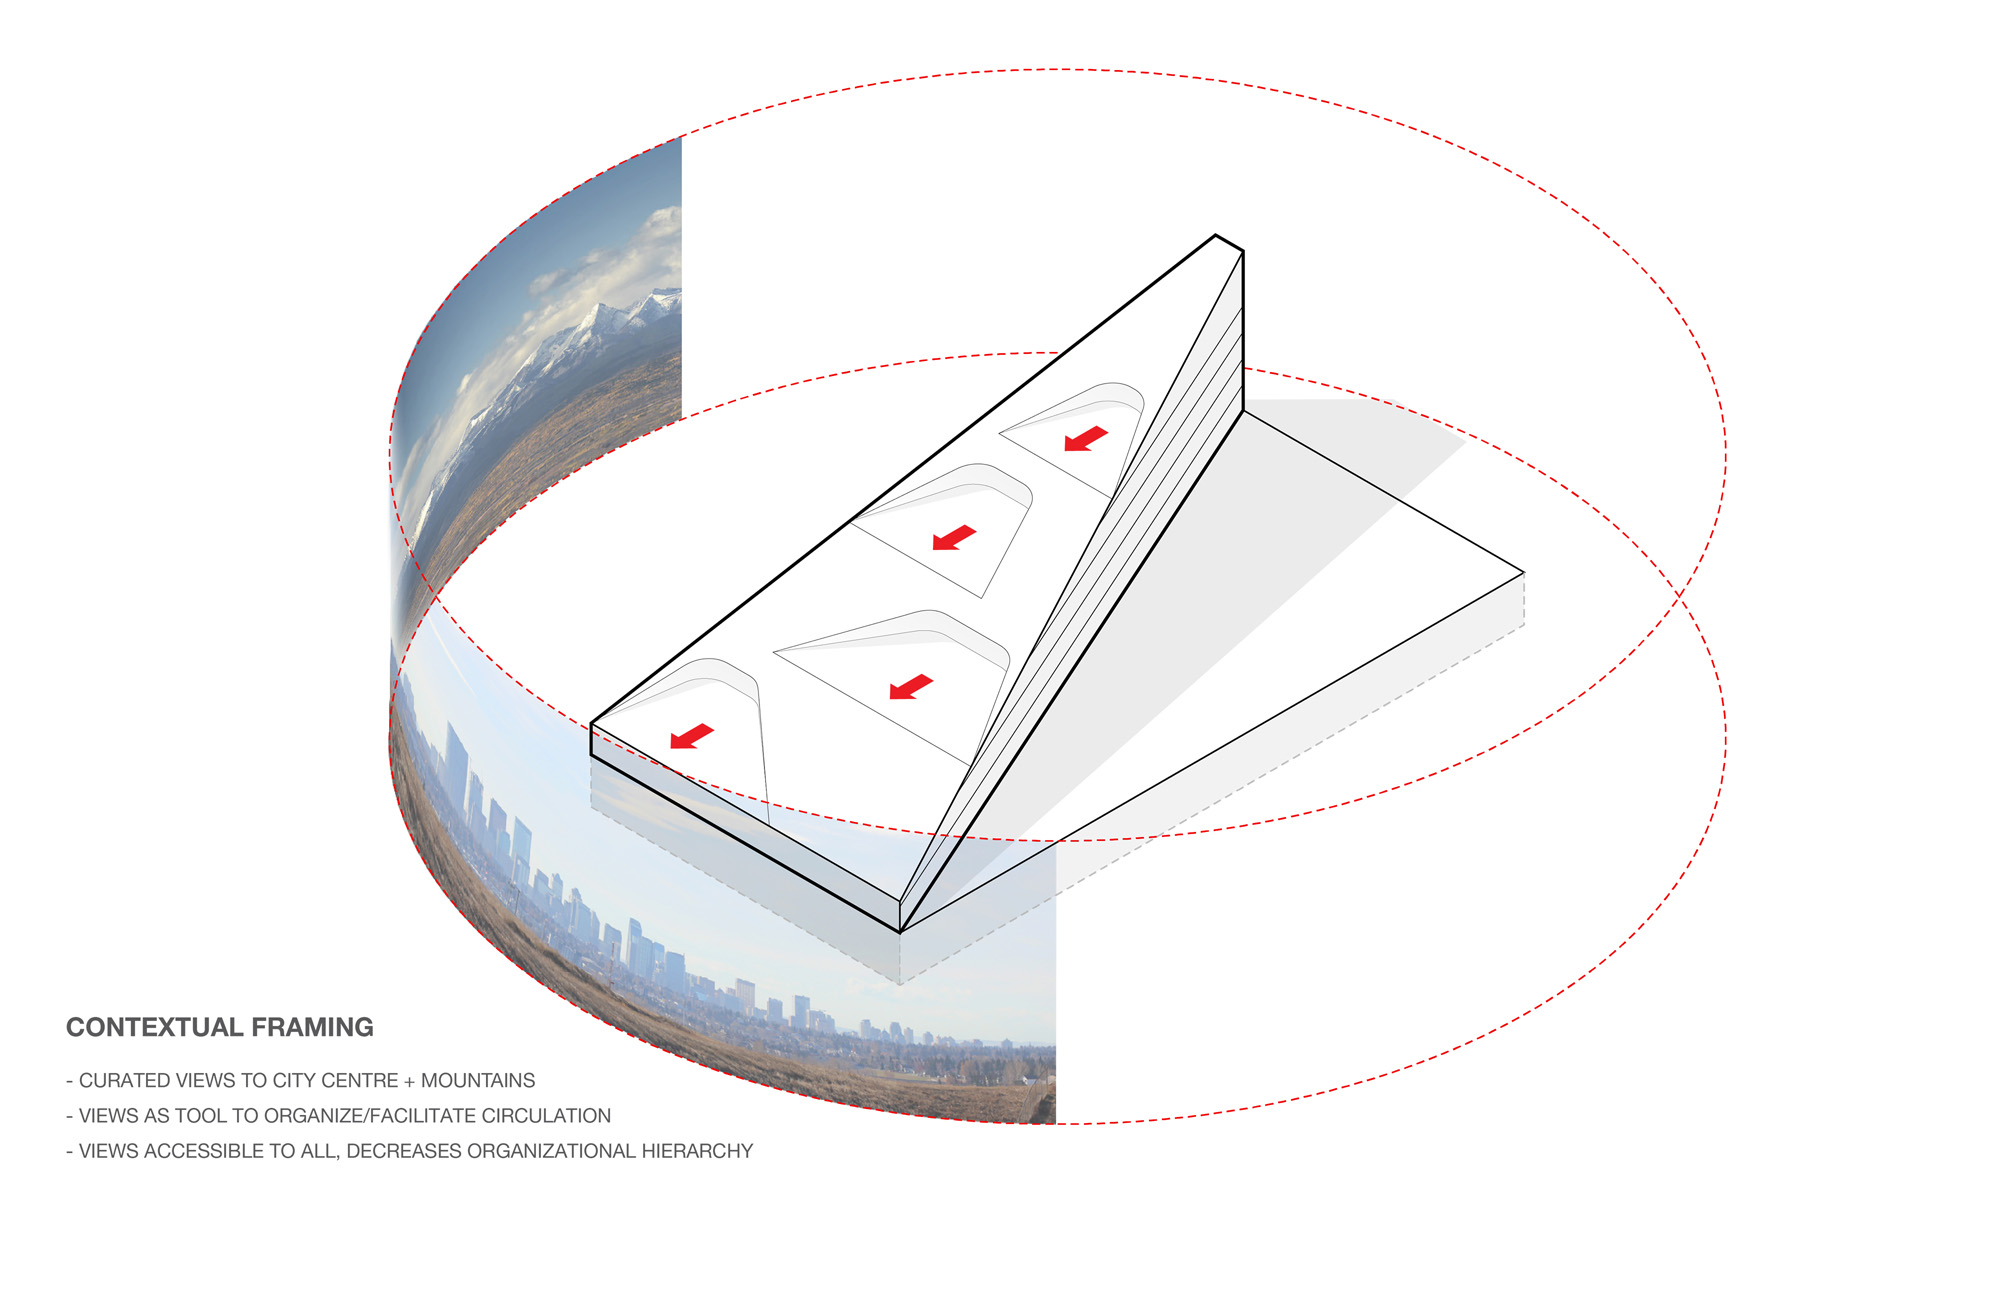 CONTEXTUAL FRAMING
- CURATED VIEWS TO CITY CENTRE + MOUNTAINS
- VIEWS AS TOOL TO ORGANIZE/FACILITATE CIRCULATION
- VIEWS ACCESSIBLE TO ALL, DECREASES ORGANIZATIONAL HIERARCHY